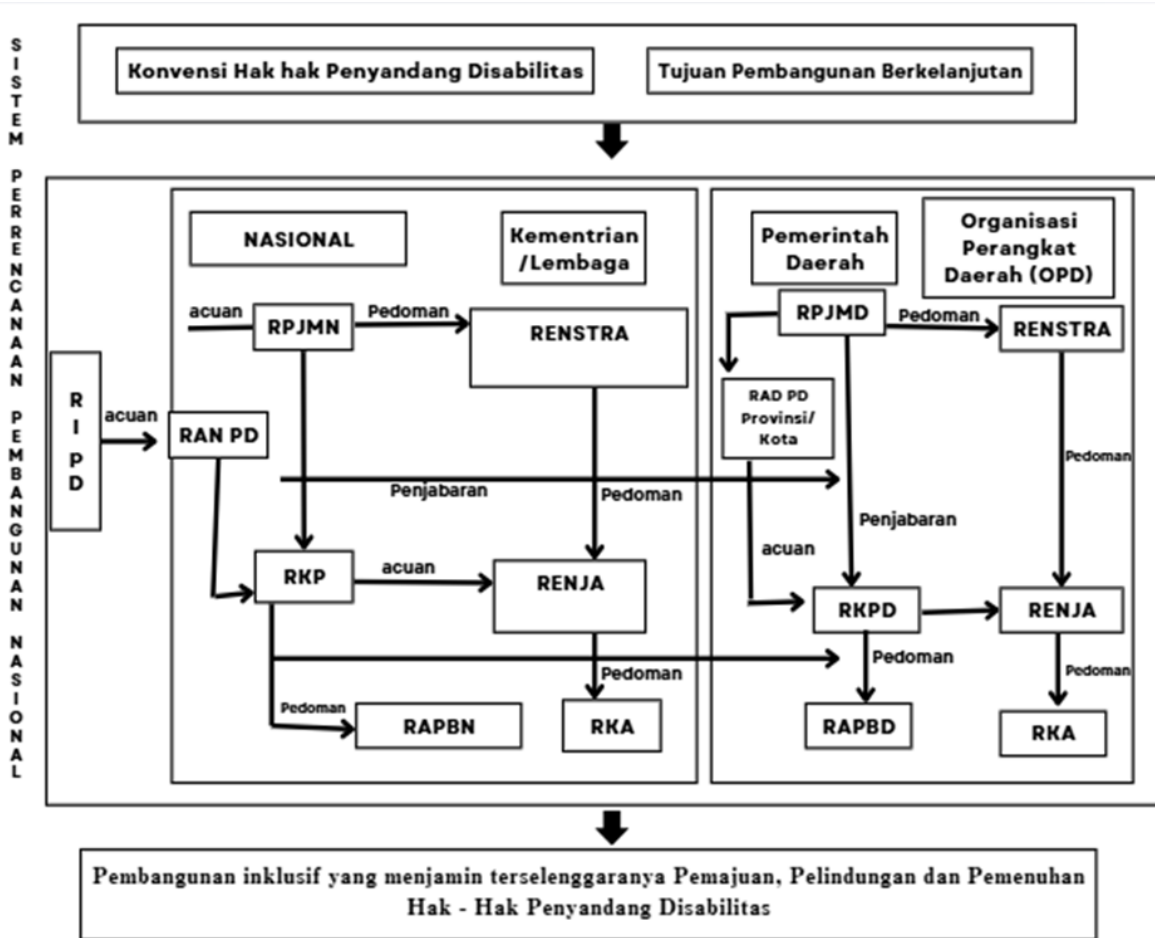 SISTEM PERRENCANAAN PEMBANGUNAN NASIONAL
Konvensi Hak hak Penyandang Disabilitas
Tujuan Pembangunan Berkelanjutan
RI PD
acuan
NASIONAL
Kementrian
/Lembaga
acuan
RPJMN
Pedoman
RENSTRA
RAN PD
Penjabaran
Pedoman
RKP
acuan
RENJA
Pedoman
Pedoman
RAPBN
RKA
Pemerintah
Daerah
Organisasi
Perangkat
Daerah (OPD)
RPJMD
Pedoman
RENSTRA
RAD PD
Provinsi/
Kota
Pedoman
Penjabaran
acuan
RKPD
RENJA
Pedoman
Pedoman
RAPBD
RKA
Pembangunan inklusif yang menjamin terselenggaranya Pemajuan, Pelindungan dan Pemenuhan
Hak - Hak Penyandang Disabilitas